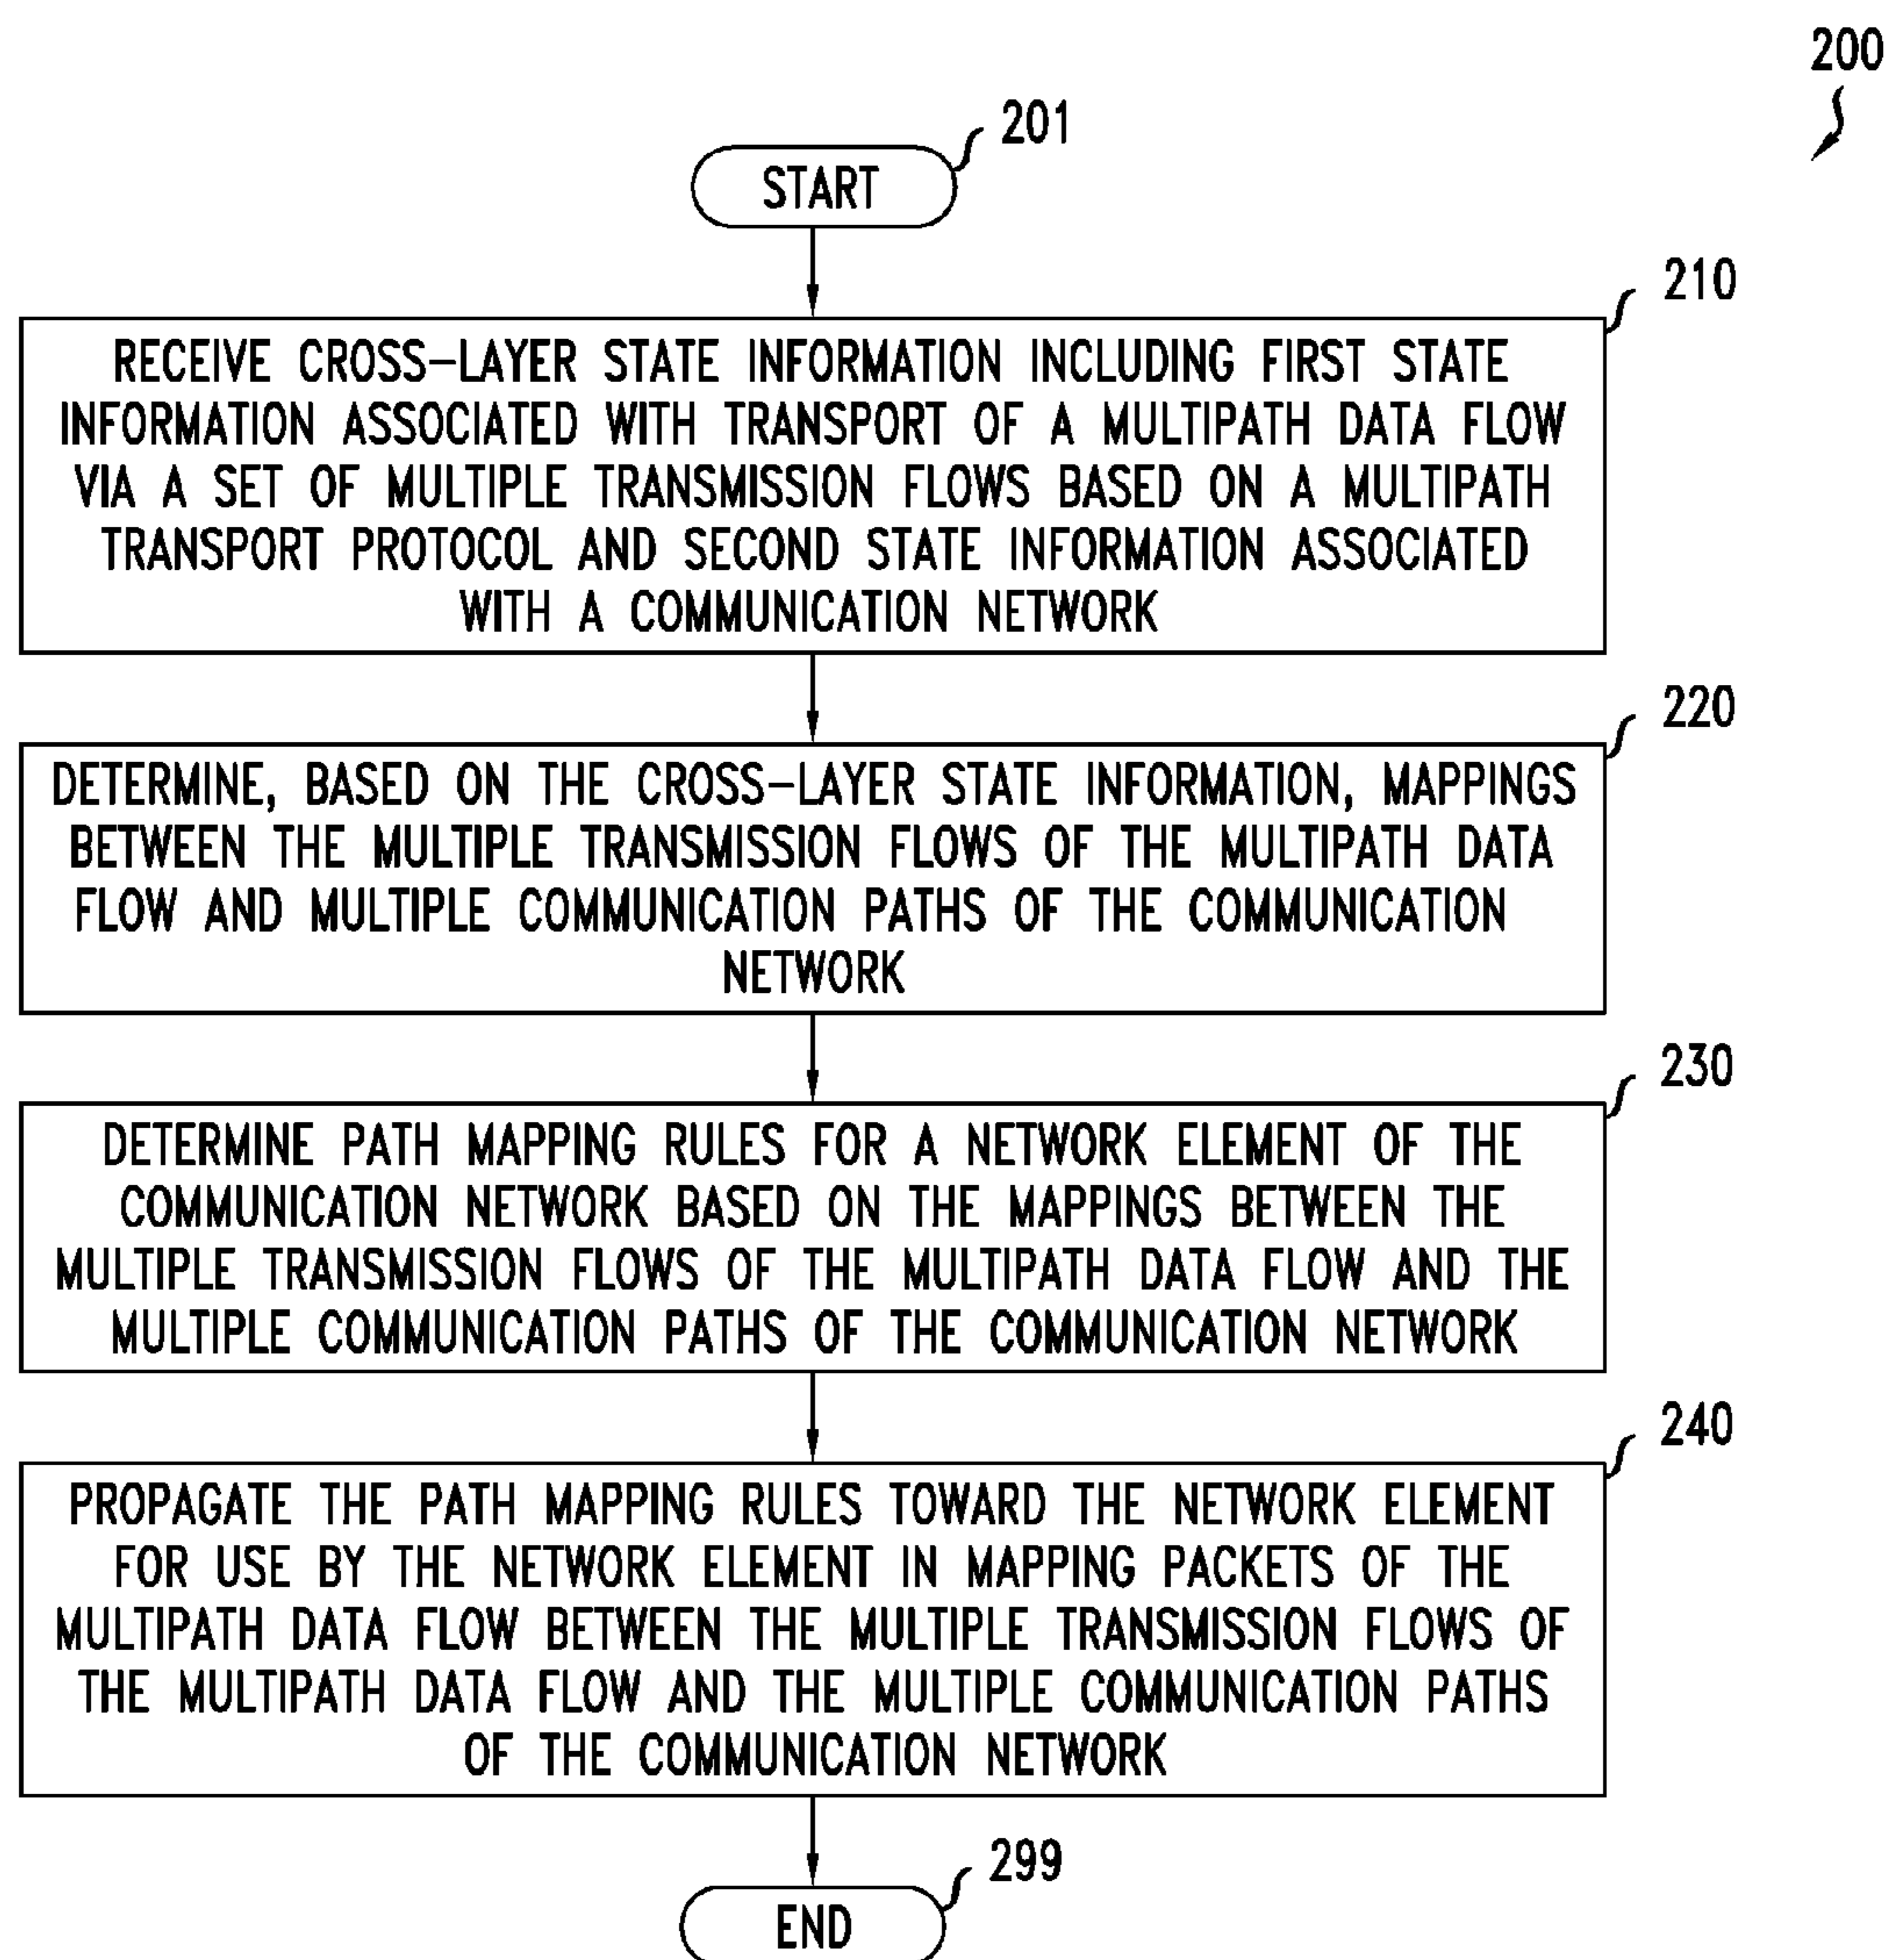 200
201
START
210
RECEIVE CROSS-LAYER STATE INFORMATION INCLUDING FIRST STATE
INFORMATION ASSOCIATED WITH TRANSPORT OF A MULTIPATH DATA FLOW
VIA A SET OF MULTIPLE TRANSMISSION FLOWS BASED ON A MULTIPATH
TRANSPORT PROTOCOL AND SECOND STATE INFORMATION ASSOCIATED
WITH A COMMUNICATION NETWORK
220
DETERMINE, BASED ON THE CROSS-LAYER STATE INFORMATION, MAPPINGS
BETWEEN THE MULTIPLE TRANSMISSION FLOWS OF THE MULTIPATH DATA
FLOW AND MULTIPLE COMMUNICATION PATHS OF THE COMMUNICATION
NETWORK
230
DETERMINE PATH MAPPING RULES FOR A NETWORK ELEMENT OF THE
COMMUNICATION NETWORK BASED ON THE MAPPINGS BETWEEN THE
MULTIPLE TRANSMISSION FLOWS OF THE MULTIPATH DATA FLOW AND THE
MULTIPLE COMMUNICATION PATHS OF THE COMMUNICATION NETWORK
240
PROPAGATE THE PATH MAPPING RULES TOWARD THE NETWORK ELEMENT
FOR USE BY THE NETWORK ELEMENT IN MAPPING PACKETS OF THE
MULTIPATH DATA FLOW BETWEEN THE MULTIPLE TRANSMISSION FLOWS OF
THE MULTIPATH DATA FLOW AND THE MULTIPLE COMMUNICATION PATHS
OF THE COMMUNICATION NETWORK
299
END